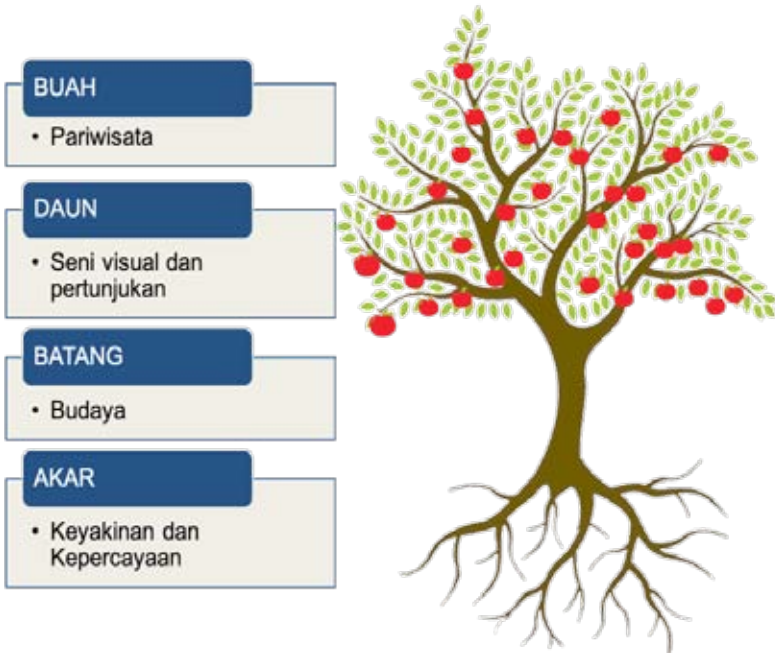 BUAH
• Pariwisata
DAUN
• Seni visual dan
pertunjukan
BATANG
• Budaya
AKAR
• Keyakinan dan
Kepercayaan